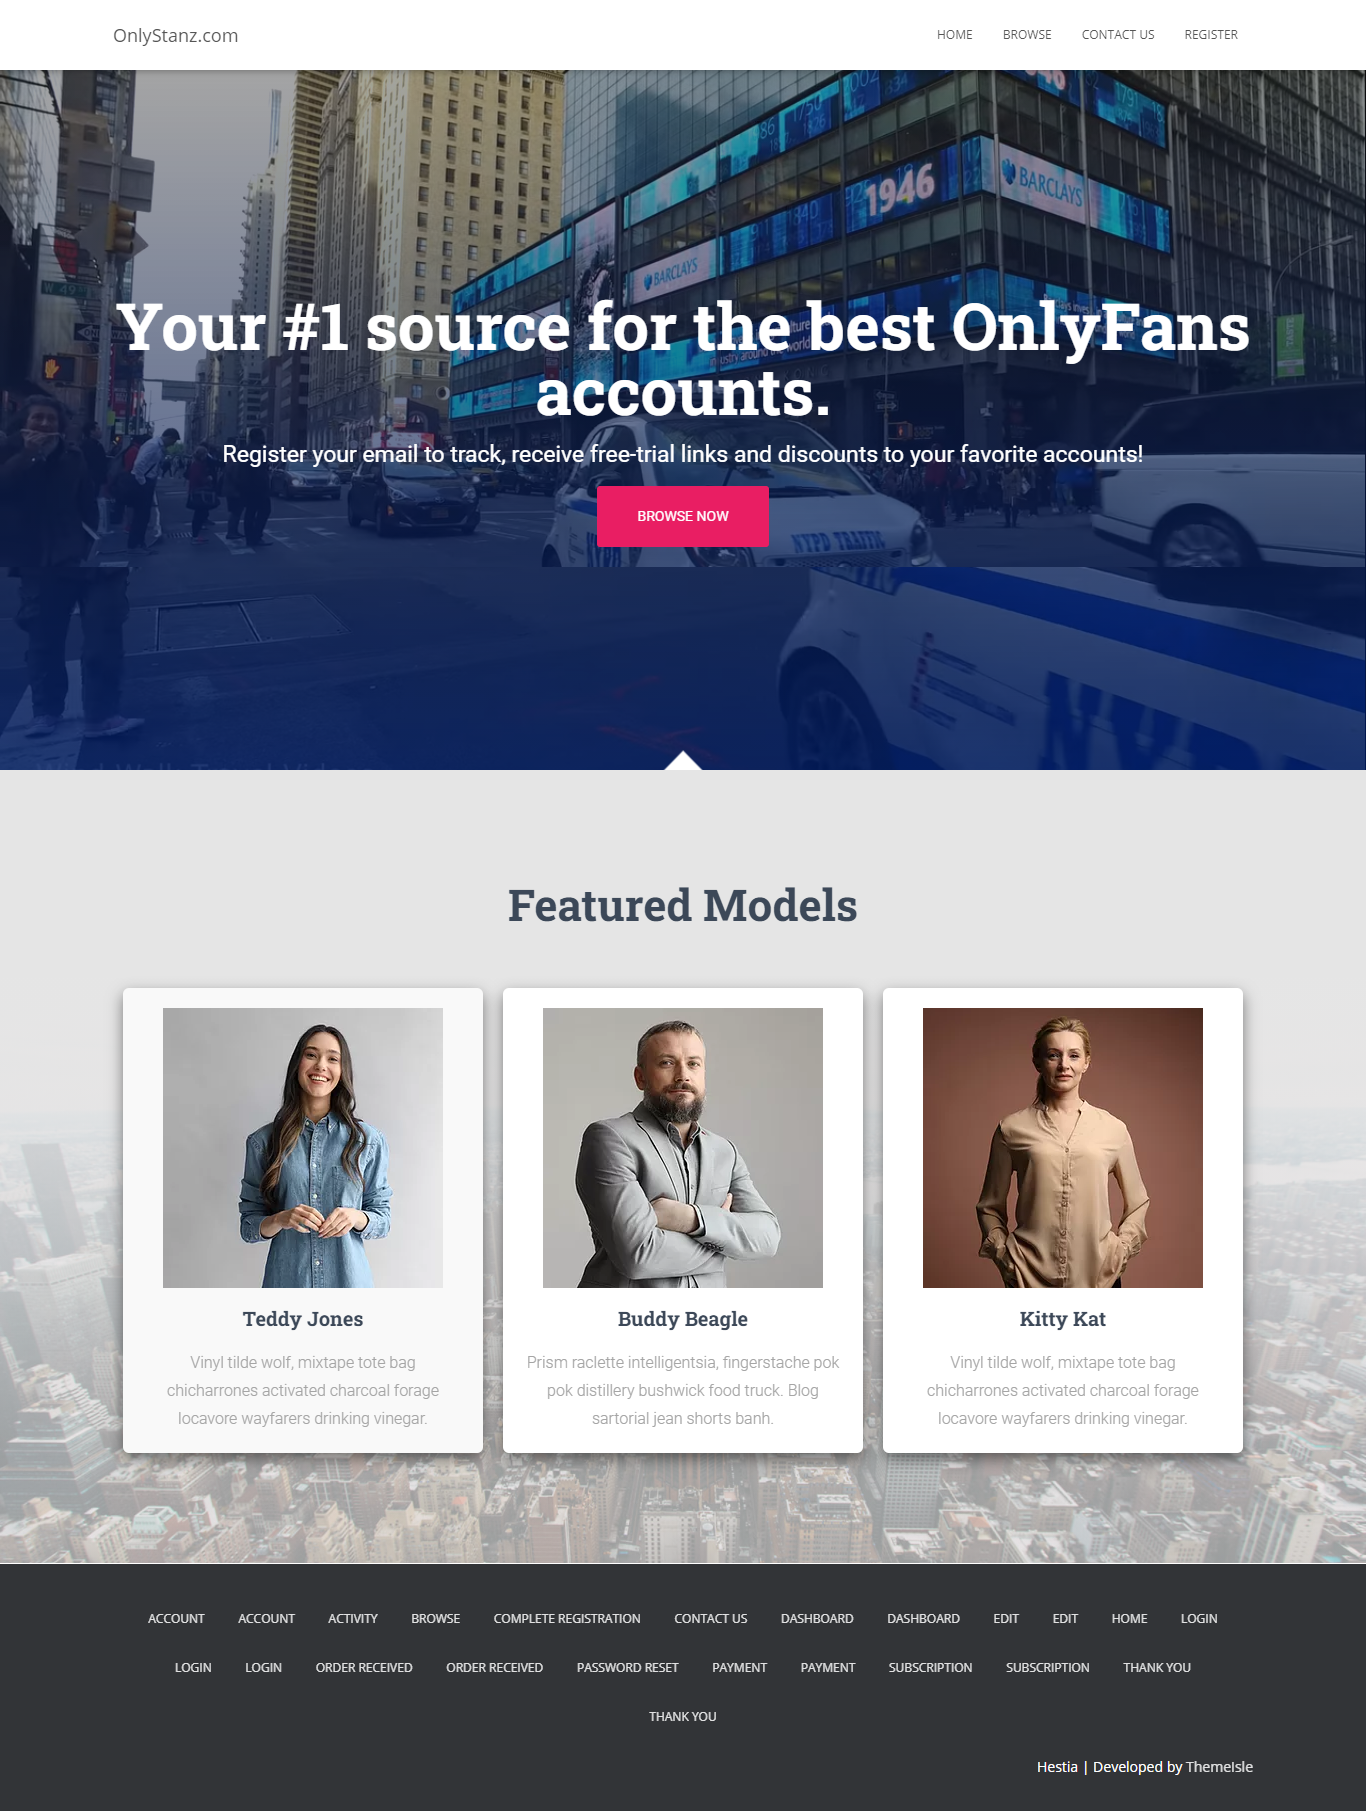 OnlyStanz.com
HOME BROWSE CONTACT US REGISTER
1946
BARCLAYS
BARCLAYS
W 49
Your #1 source for the best OnlyFans
accounts.
Register your email to track, receive free-trial links and discounts to your favorite accounts!
BROWSE NOW
NYPD TRAFFIC
Featured Models
Teddy Jones
Vinyl tilde wolf, mixtape tote bag
chicharrones activated charcoal forage
locavore wayfarers drinking vinegar.
Buddy Beagle
Prism raclette intelligentsia, fingerstache pok
pok distillery bushwick food truck. Blog
sartorial jean shorts banh.
Kitty Kat
Vinyl tilde wolf, mixtape tote bag
chicharrones activated charcoal forage
locavore wayfarers drinking vinegar.
ACCOUNT ACCOUNT ACTIVITY BROWSE COMPLETE REGISTRATION CONTACT US DASHBOARD DASHBOARD EDIT EDIT HOME LOGIN
LOGIN LOGIN ORDER RECEIVED ORDER RECEIVED PASSWORD RESET PAYMENT PAYMENT SUBSCRIPTION SUBSCRIPTION THANK YOU
THANK YOU
Hestia | Developed by ThemeIsle